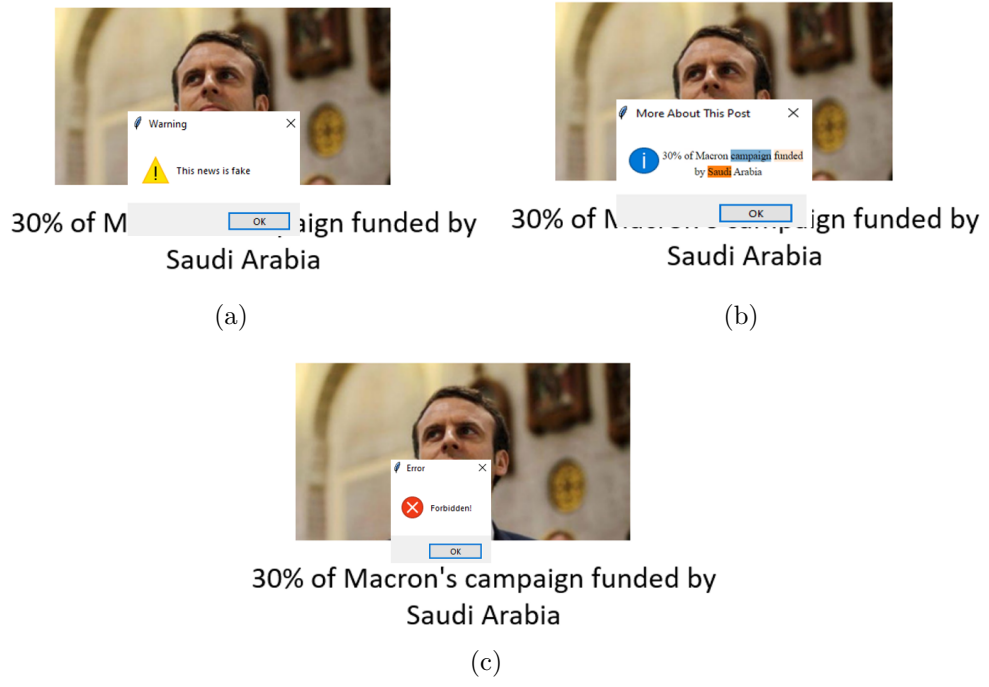 Warning
This news is fake
OK
30% of M aign funded by
Saudi Arabia
(a)
More About This Post
30% of Macron campaign funded
by Saudi Arabia
OK
30% of Macron's campaign funded by
Saudi Arabia
(b)
Error
Forbidden!
OK
30% of Macron's campaign funded by
Saudi Arabia
(c)